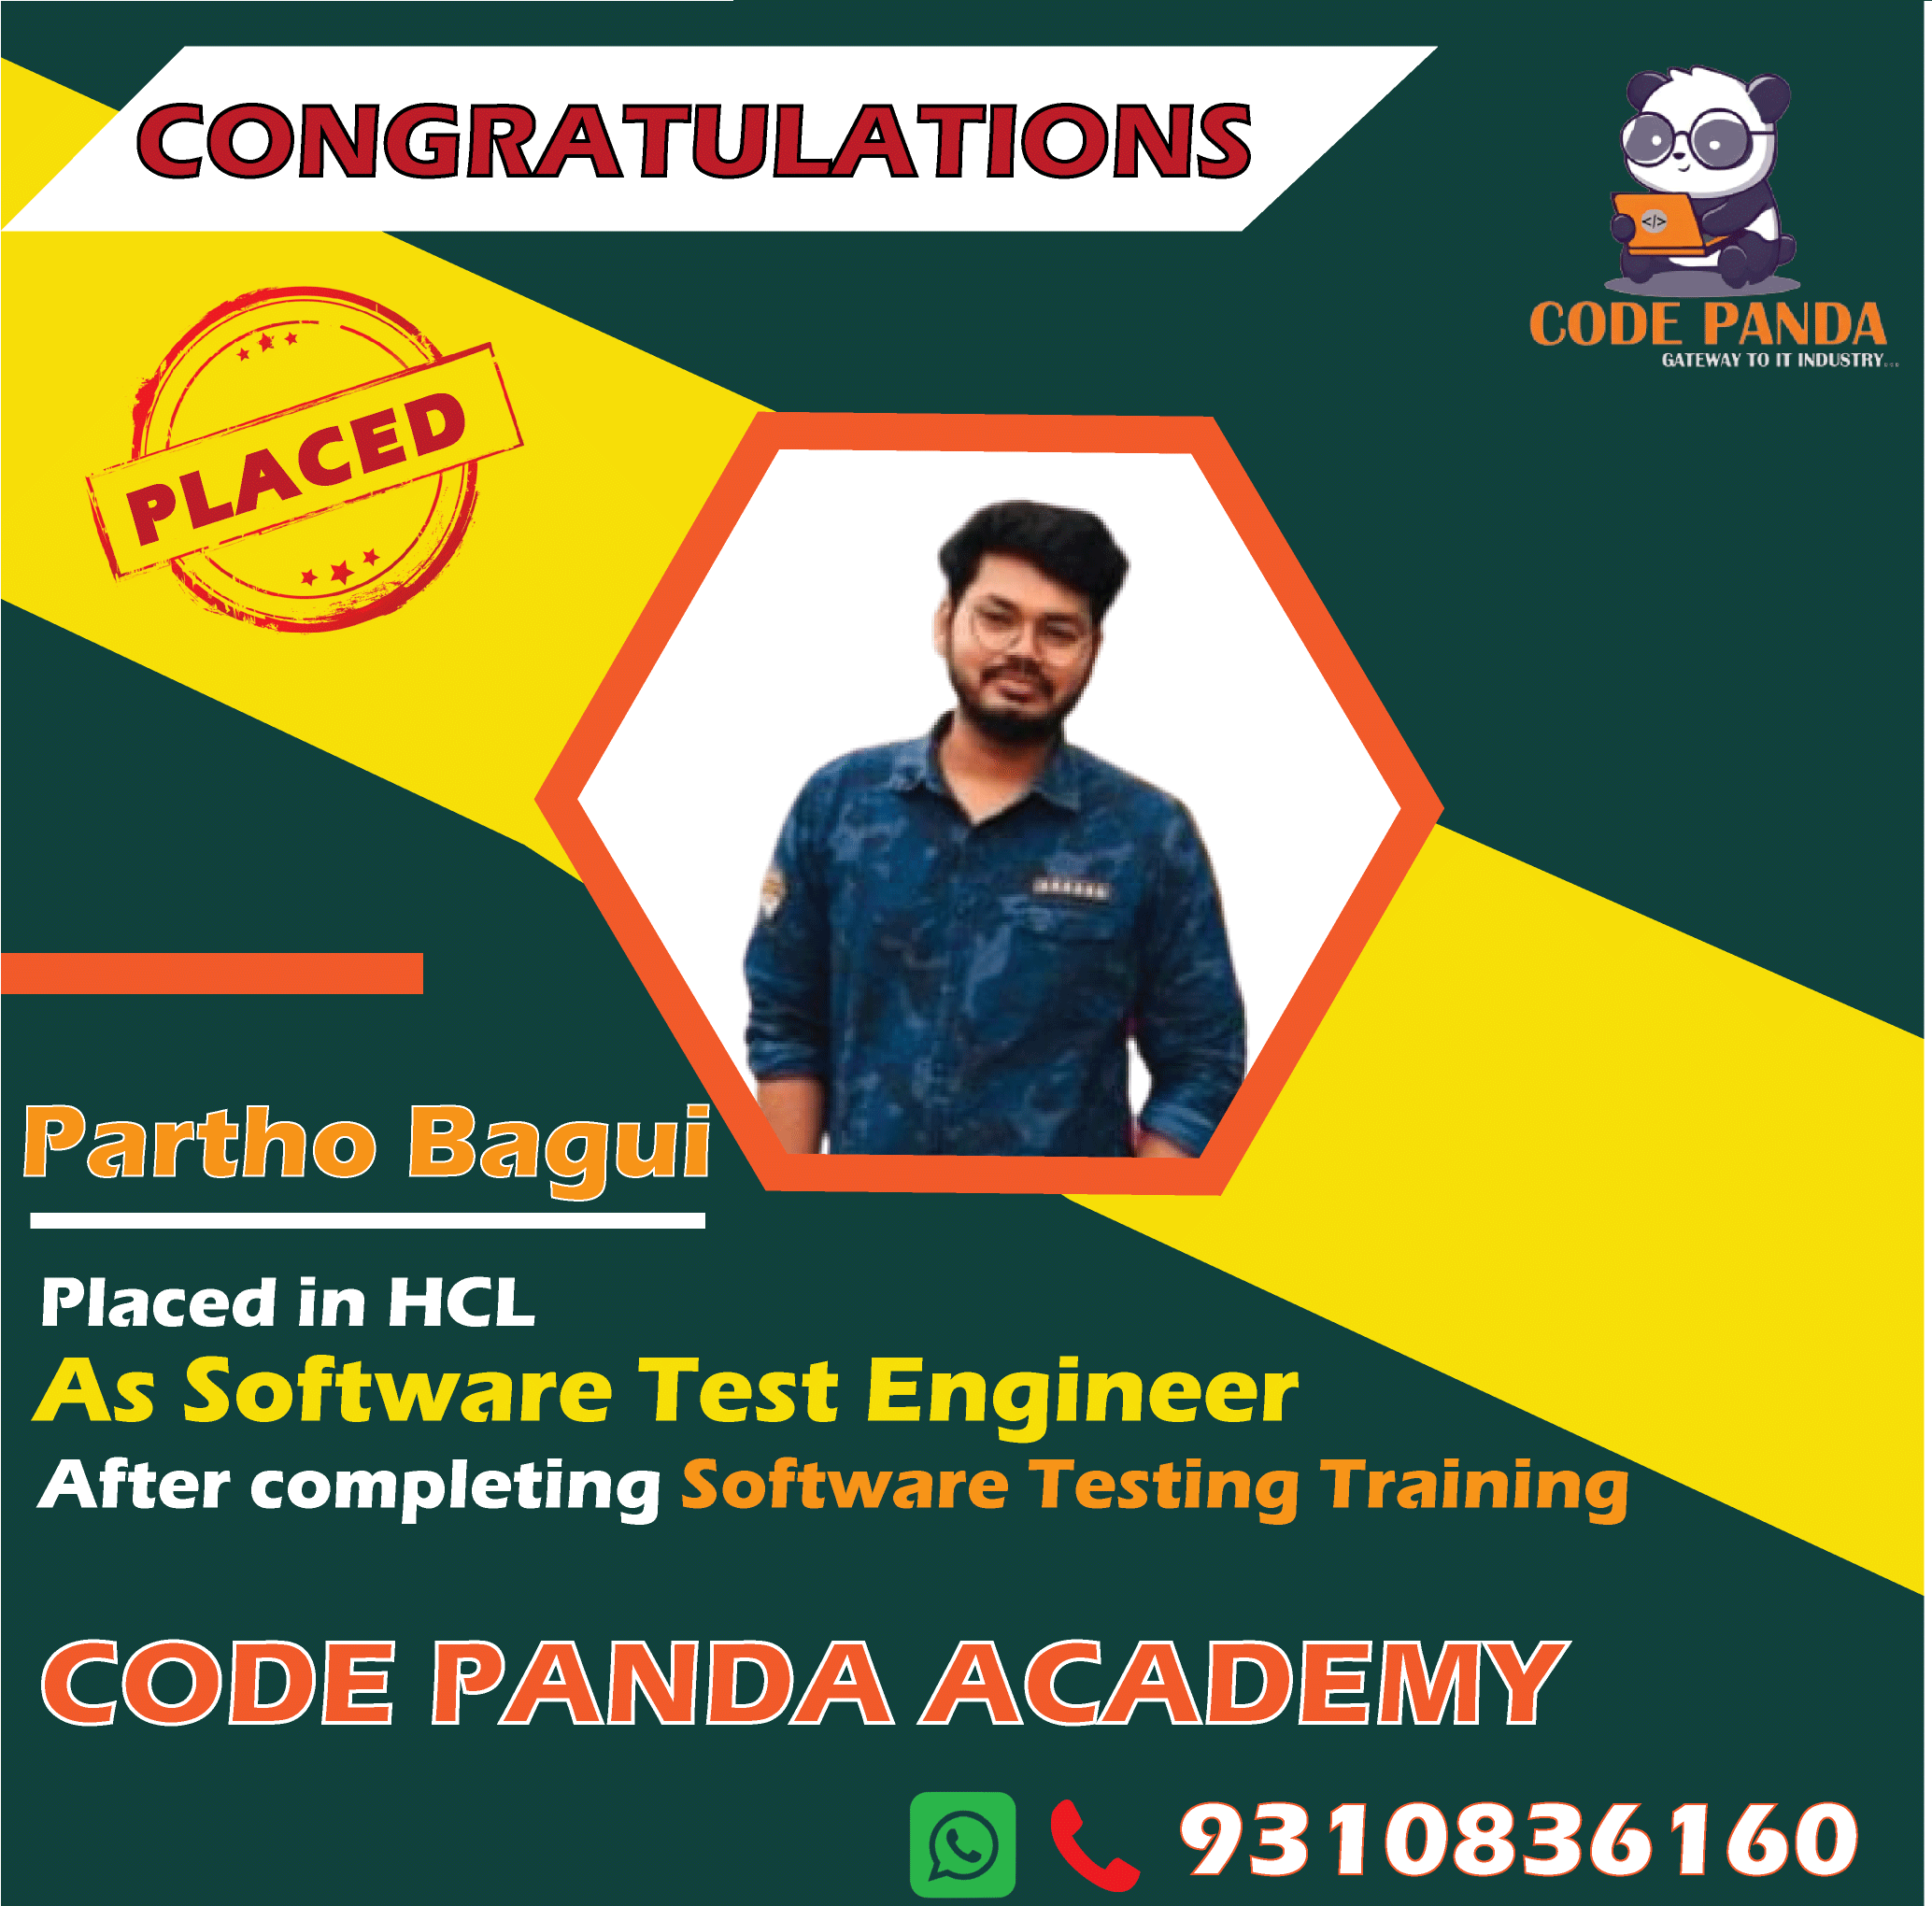 CONGRATULATIONS
</>
CODE PANDA
GATEWAY TO IT INDUSTRY...
PLACED
Partho Bagui
Placed in HCL
As Software Test Engineer
After completing Software Testing Training
CODE PANDA ACADEMY
9310836160